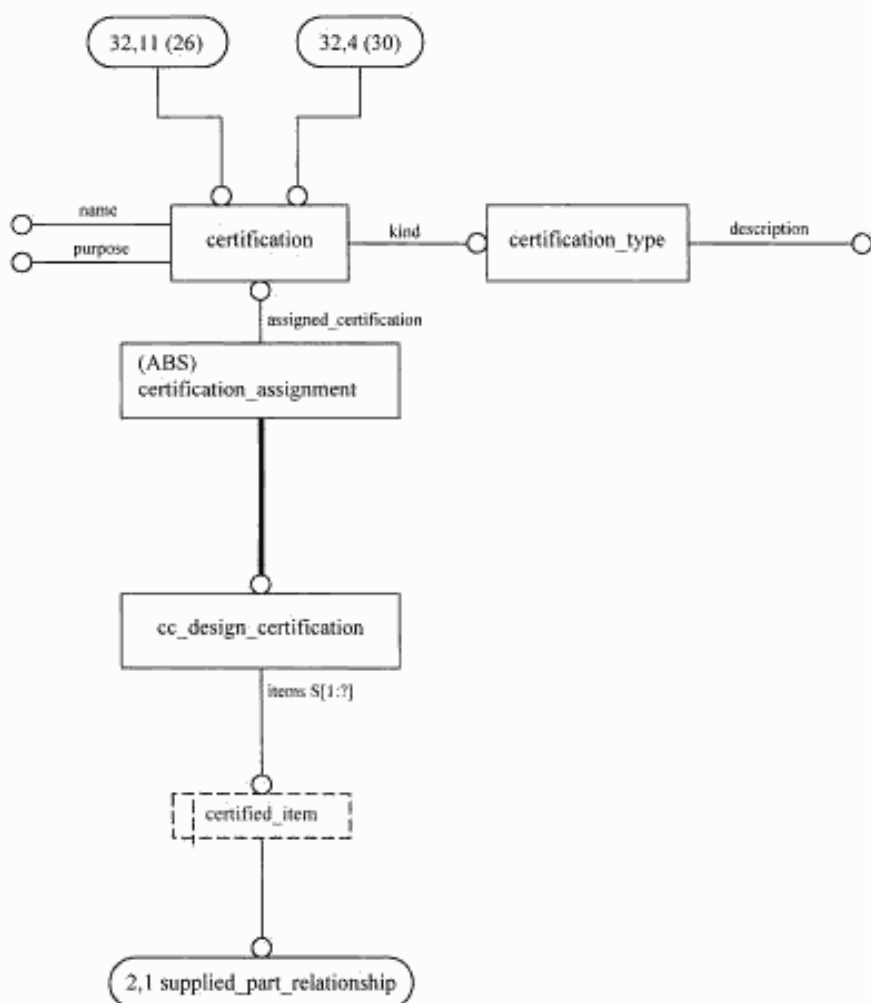 32,11 (26)
32,4 (30)
name
purpose
certification
kind
certification_type
description
assigned_certification
(ABS)
certification_assignment
cc_design_certification
items S[1:?]
certified_item
2,1 supplied_part_relationship